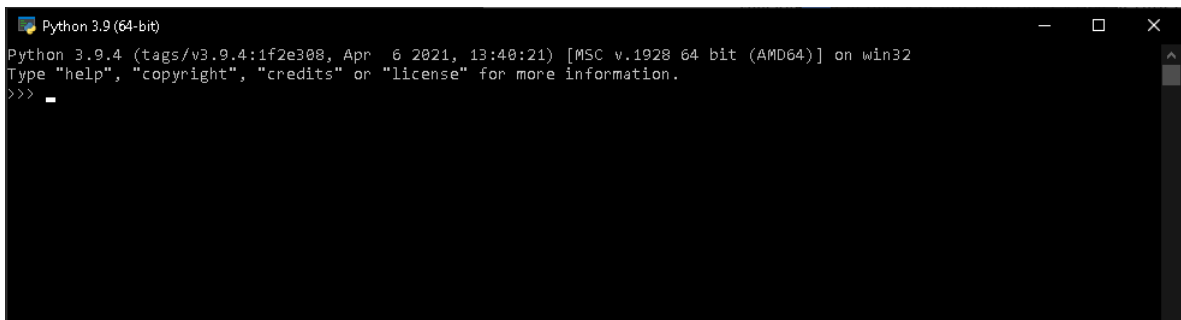 Python 3.9 (64-bit)
Python 3.9.4 (tags/v3.9.4:1f2e308, Apr  6 2021, 13:40:21) [MSC v.1928 64 bit (AMD64)] on win32
Type "help", "copyright", "credits" or "license" for more information.
>>>